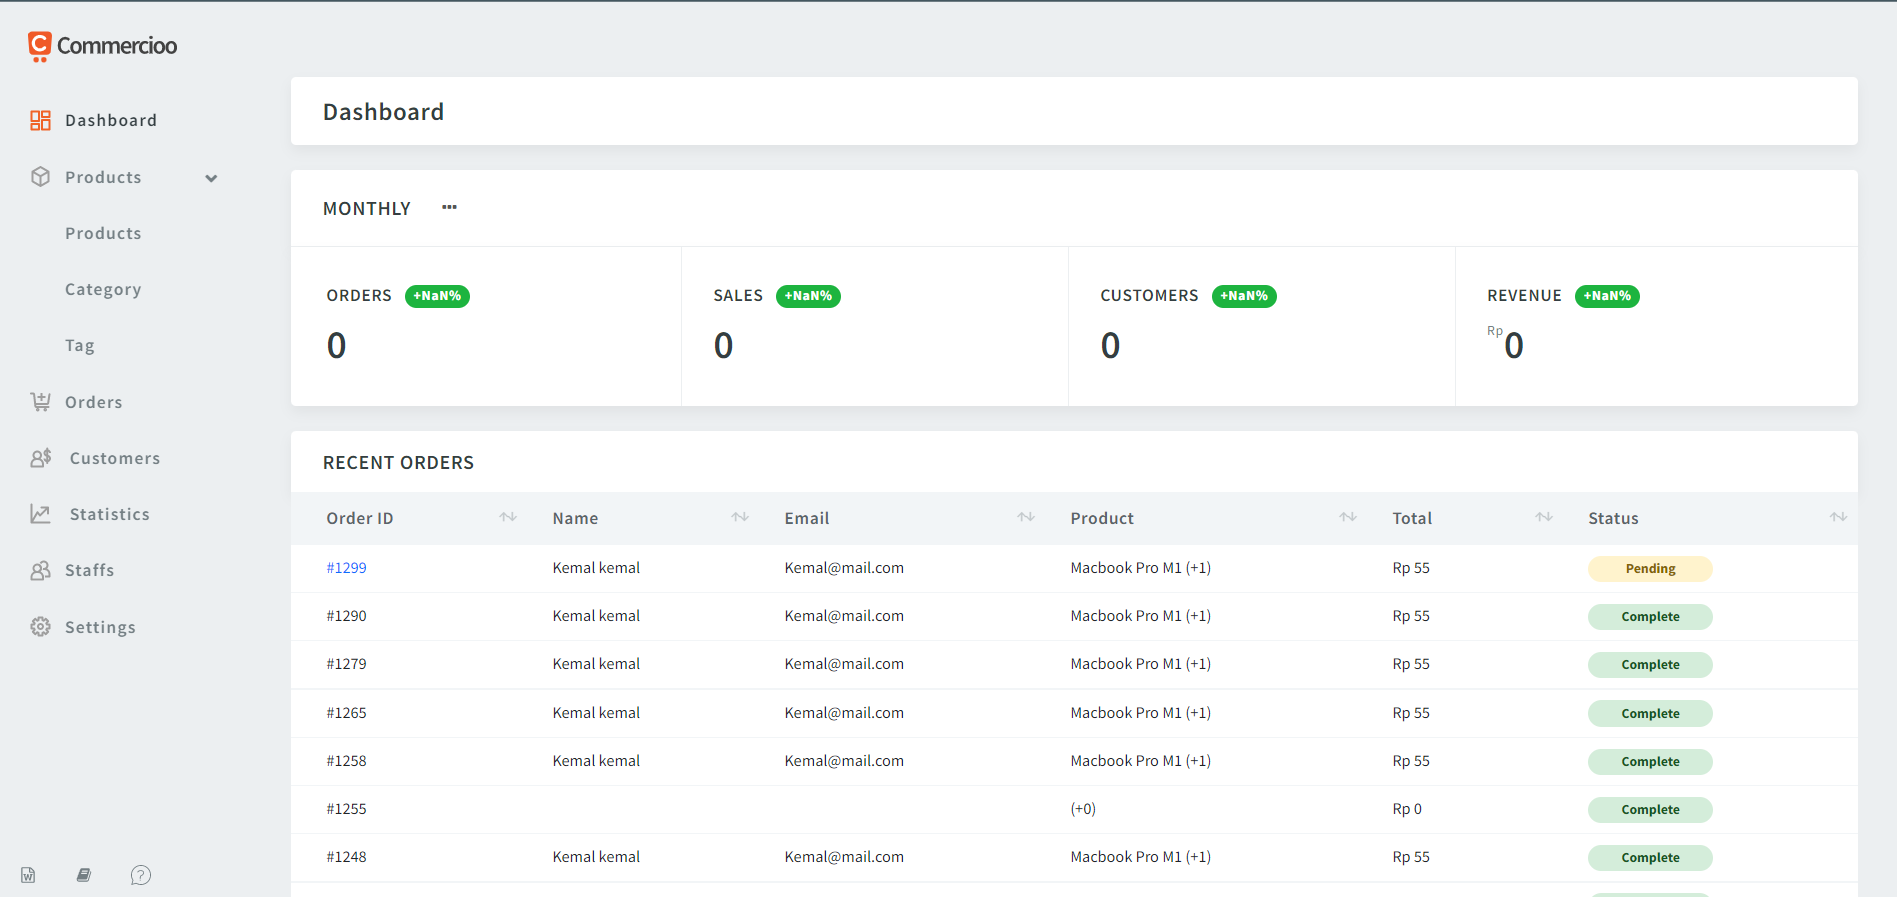 Commercioo
Dashboard
Products
Products
Category
Tag
Orders
Customers
Statistics
Staffs
Settings
Dashboard
MONTHLY
ORDERS +NaN%
0
SALES +NaN%
0
CUSTOMERS +NaN%
0
REVENUE +NaN%
Rp 0
RECENT ORDERS
Order ID Name Email Product Total Status
#1299 Kemal kemal Kemal@mail.com Macbook Pro M1 (+1) Rp 55 Pending
#1290 Kemal kemal Kemal@mail.com Macbook Pro M1 (+1) Rp 55 Complete
#1279 Kemal kemal Kemal@mail.com Macbook Pro M1 (+1) Rp 55 Complete
#1265 Kemal kemal Kemal@mail.com Macbook Pro M1 (+1) Rp 55 Complete
#1258 Kemal kemal Kemal@mail.com Macbook Pro M1 (+1) Rp 55 Complete
#1255 (+0) Rp 0 Complete
#1248 Kemal kemal Kemal@mail.com Macbook Pro M1 (+1) Rp 55 Complete